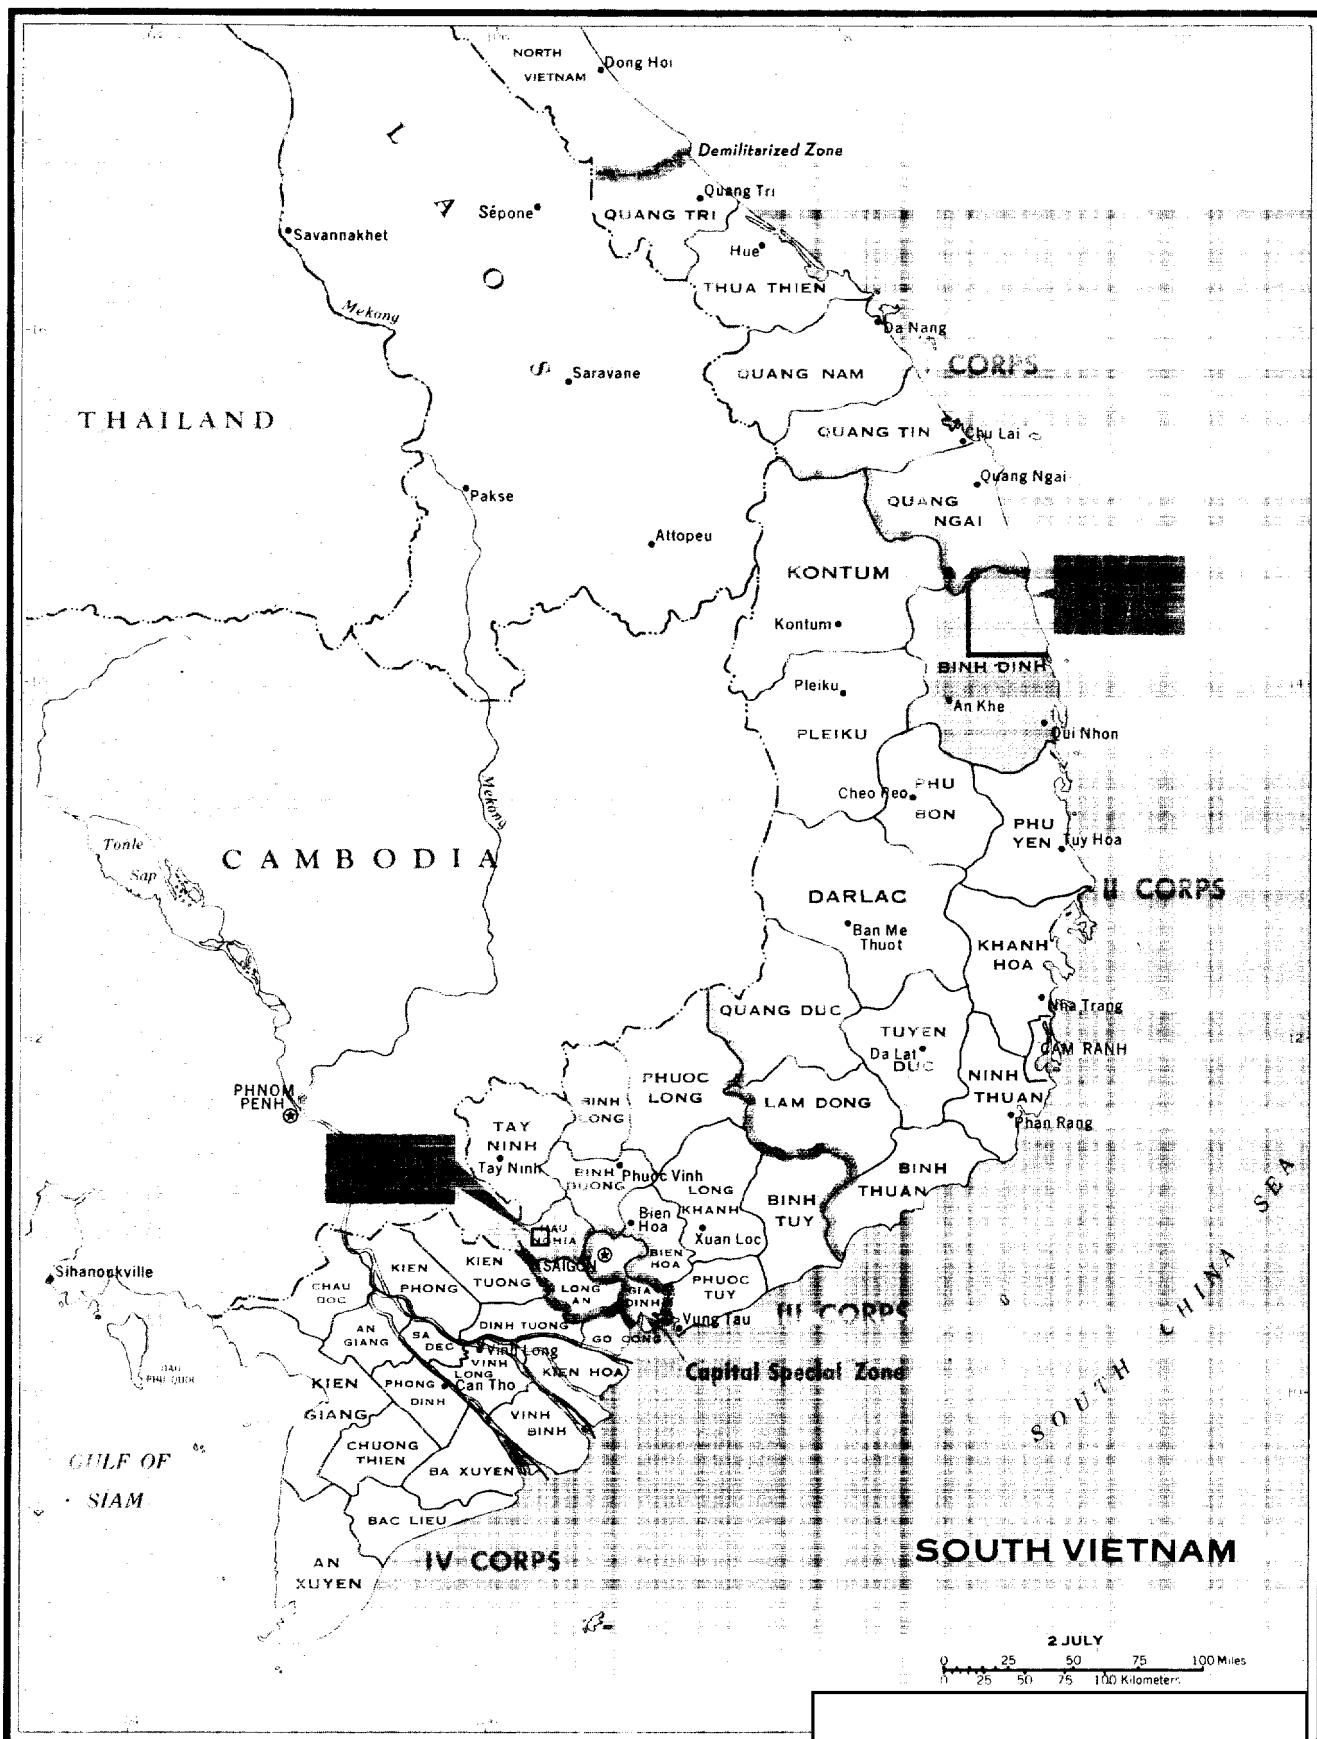 NORTH
VIETNAM
Dong Hoi
L
A
O
S
Demilitarized Zone
Quang Tri
QUANG TRI
Sépone
Savannakhet
Hue
THUA THIEN
Mekong
16
Da Nang
CORPS
QUANG NAM
Saravane
THAILAND
QUANG TIN
Chu Lai
Pakse
Quang Ngai
QUANG
NGAI
Attopeu
KONTUM
Kontum
BINH DINH
Pleiku
An Khe
PLEIKU
Qui Nhon
Mekong
Cheo Reo
PHU
BON
PHU
YEN
Tuy Hoa
Tonle
Sap
CAMBODIA
II CORPS
DARLAC
Ban Me
Thuot
KHANH
HOA
Nha Trang
QUANG DUC
TUYEN
DUC
Da Lat
CAM RANH
12
PHNOM
PENH
PHUOC
LONG
BINH
LONG
LAM DONG
NINH
THUAN
Phan Rang
TAY
NINH
Tay Ninh
BINH
DUONG
Phuoc Vinh
LONG
KHANH
BINH
TUY
BINH
THUAN
Bien
Hoa
Xuan Loc
HAU
NGHIA
SAIGON
BIEN
HOA
KIEN
PHONG
KIEN
TUONG
LONG
AN
GIA
DINH
PHUOC
TUY
Sihanoukville
CHAU
DOC
III CORPS
Vung Tau
AN
GIANG
SA
DEC
DINH TUONG
GO CONG
Vinh Long
VINH
LONG
KIEN HOA
Capital Special Zone
DAO
PHU QUOC
KIEN
GIANG
PHONG
DINH
Can Tho
VINH
BINH
CHUONG
THIEN
BA XUYEN
GULF OF
SIAM
BAC LIEU
SOUTH CHINA SEA
AN
XUYEN
IV CORPS
SOUTH VIETNAM
2 JULY
0 25 50 75 100 Miles
0 25 50 75 100 Kilometers